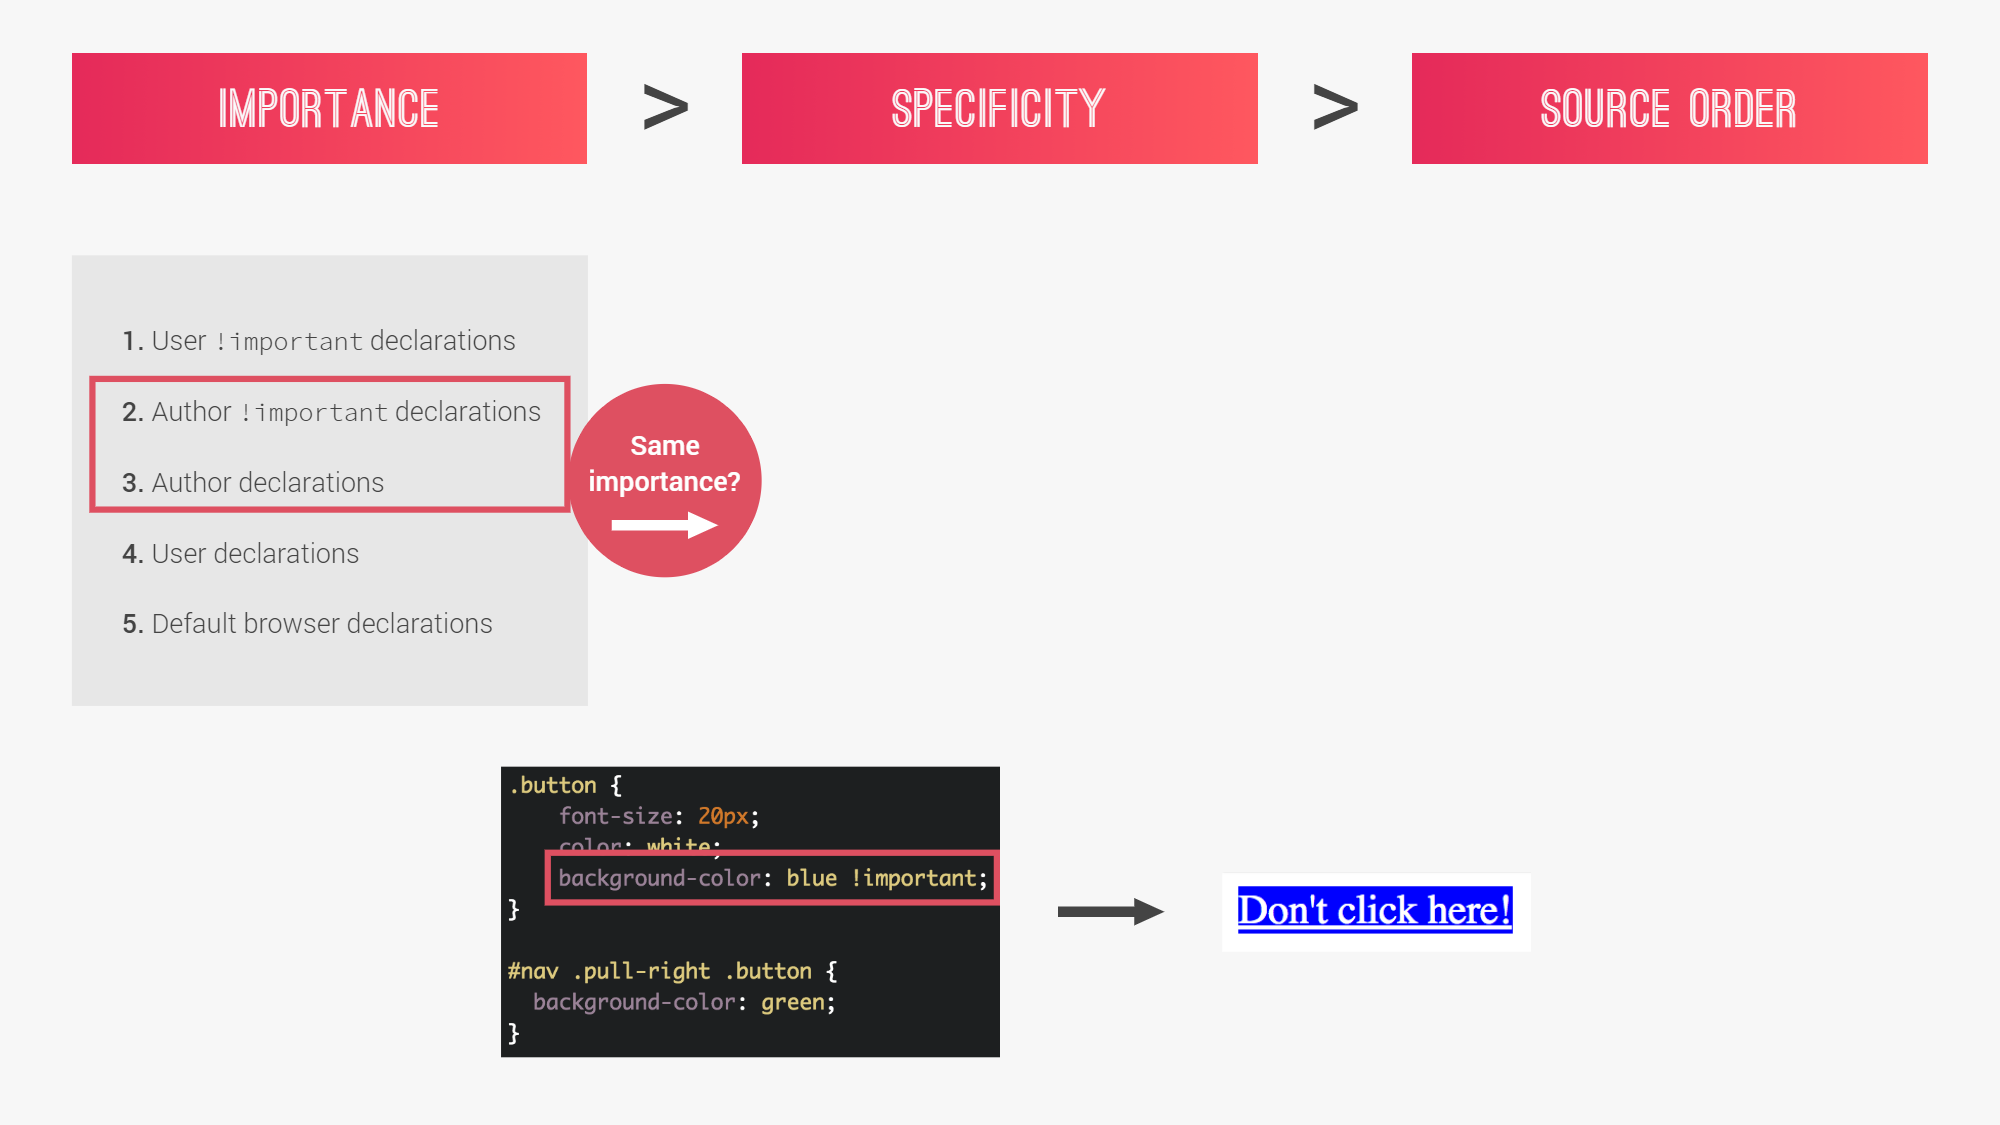 IMPORTANCE > SPECIFICITY > SOURCE ORDER
1. User !important declarations
2. Author !important declarations
3. Author declarations
4. User declarations
5. Default browser declarations
Same
importance?
.button {
    font-size: 20px;
    color: white;
    background-color: blue !important;
}
#nav .pull-right .button {
  background-color: green;
}
Don't click here!